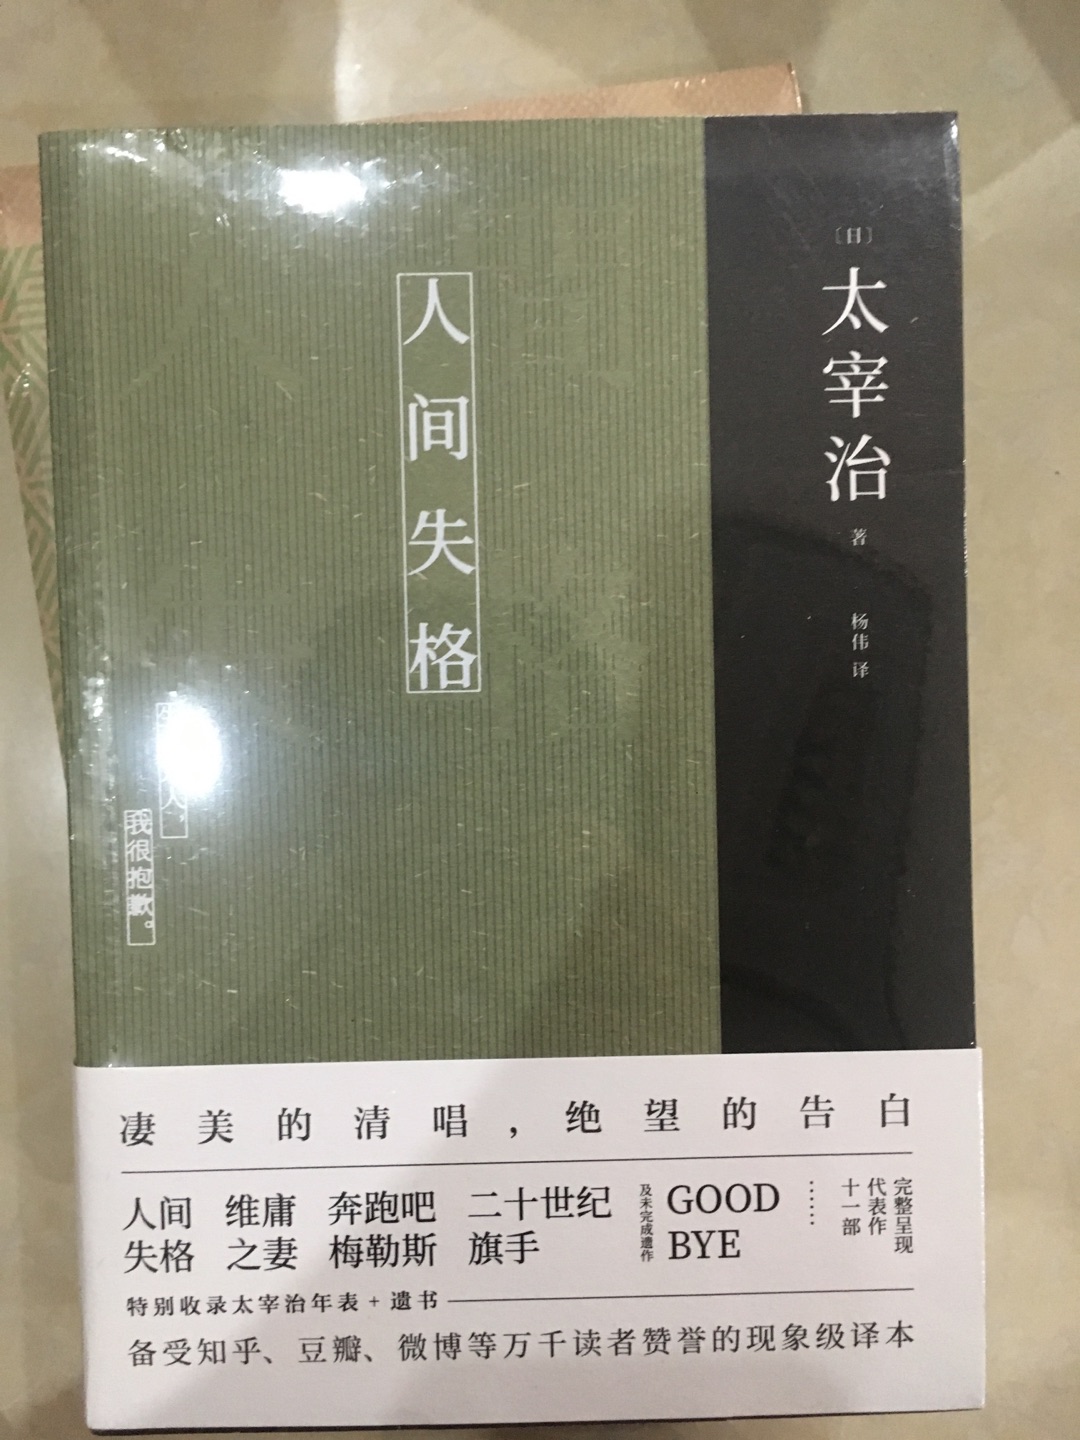 人间失格
〔日〕
太宰治
著
杨伟 译
人，
我很抱歉。
凄美的清唱，绝望的告白
人间失格
维庸之妻
奔跑吧梅勒斯
二十世纪旗手
及未完成遗作
GOOD BYE
……
完整呈现
代表作
十一部
特别收录太宰治年表 + 遗书
备受知乎、豆瓣、微博等万千读者赞誉的现象级译本